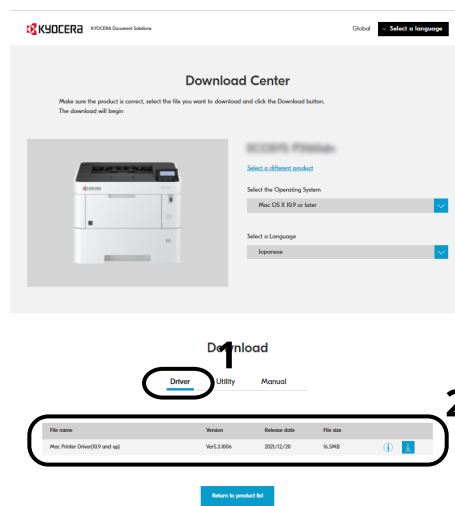 KYOCERA KYOCERA Document Solutions Global Select a language
Download Center
Make sure the product is correct, select the file you want to download and click the Download button.
The download will begin
Select a different product
Select the Operating System
Mac OS X 10.9 or later
KYOCERA
Select a Language
Japanese
Download
1
Driver Utility Manual
2
File name Version Release date File size
Mac Printer Driver(10.9 and up) Ver5.3.1006 2021/12/20 16.5MB
Return to product list